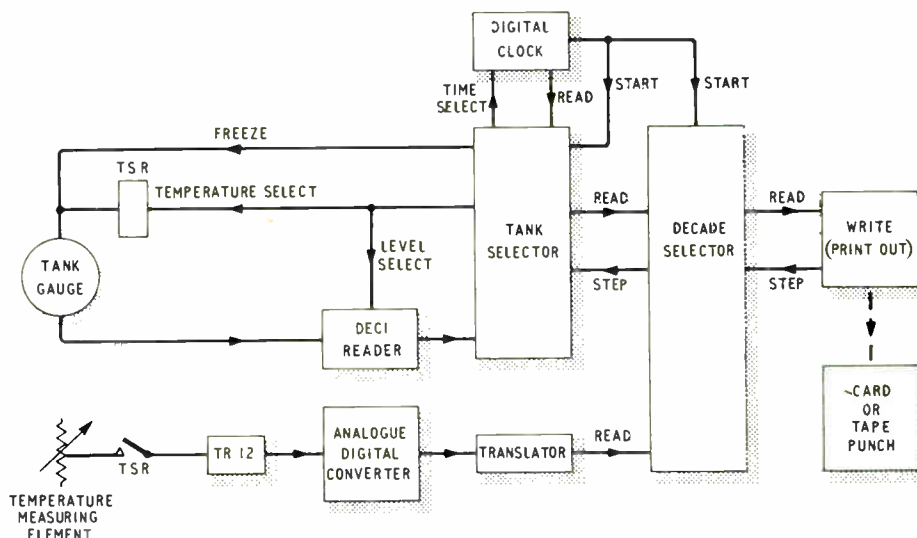 DIGITAL
CLOCK
TIME
SELECT
READ
START
START
FREEZE
TSR
TEMPERATURE SELECT
TANK
GAUGE
LEVEL
SELECT
DECI
READER
TANK
SELECTOR
READ
STEP
DECADE
SELECTOR
READ
STEP
WRITE
(PRINT OUT)
CARD
OR
TAPE
PUNCH
TEMPERATURE
MEASURING
ELEMENT
TSR
TR 12
ANALOGUE
DIGITAL
CONVERTER
TRANSLATOR
READ